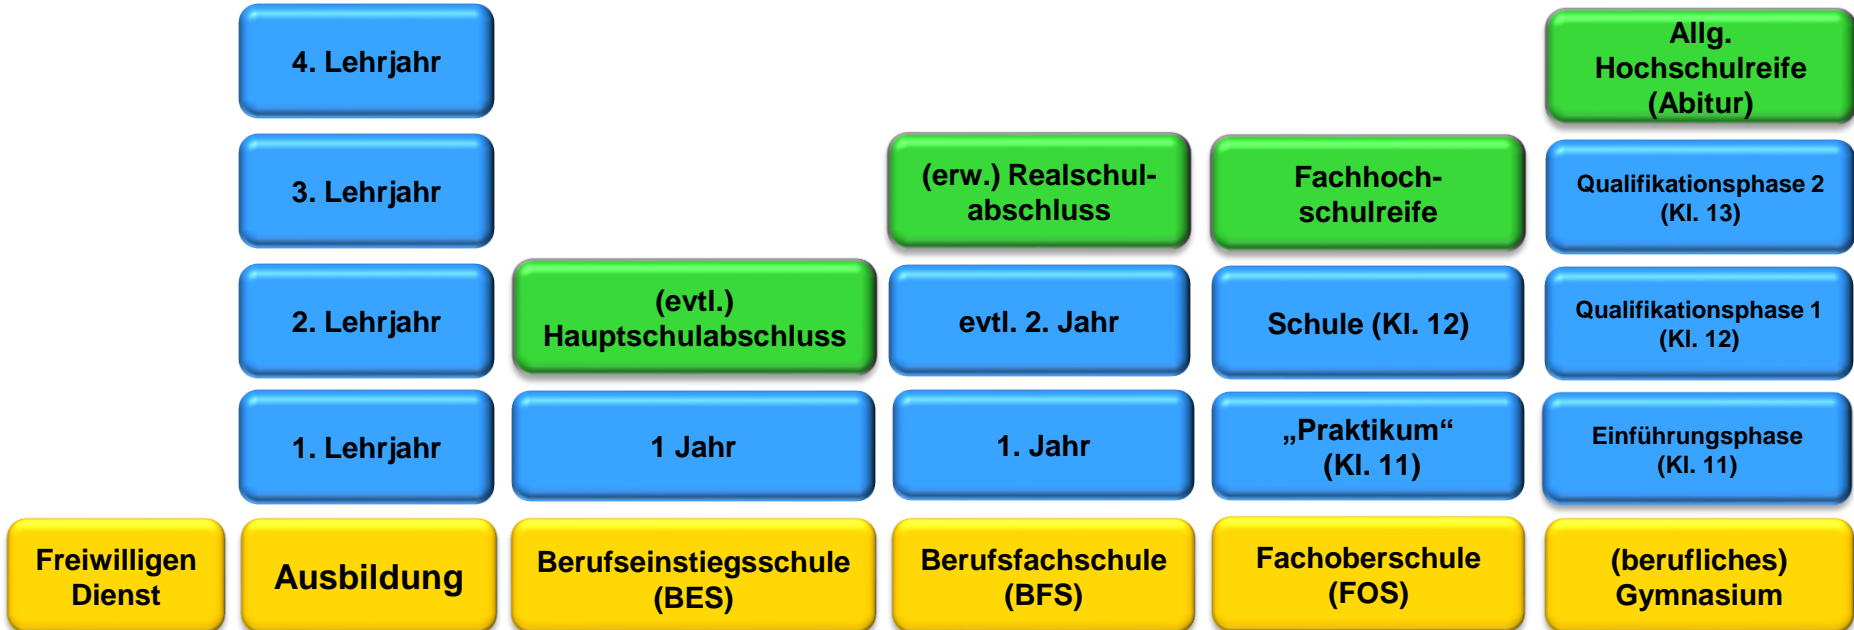 4. Lehrjahr
Allg.
Hochschulreife
(Abitur)
3. Lehrjahr
(erw.) Realschul-
abschluss
Fachhoch-
schulreife
Qualifikationsphase 2
(Kl. 13)
2. Lehrjahr
(evtl.)
Hauptschulabschluss
evtl. 2. Jahr
Schule (Kl. 12)
Qualifikationsphase 1
(Kl. 12)
1. Lehrjahr
1 Jahr
1. Jahr
„Praktikum“
(Kl. 11)
Einführungsphase
(Kl. 11)
Freiwilligen
Dienst
Ausbildung
Berufseinstiegsschule
(BES)
Berufsfachschule
(BFS)
Fachoberschule
(FOS)
(berufliches)
Gymnasium